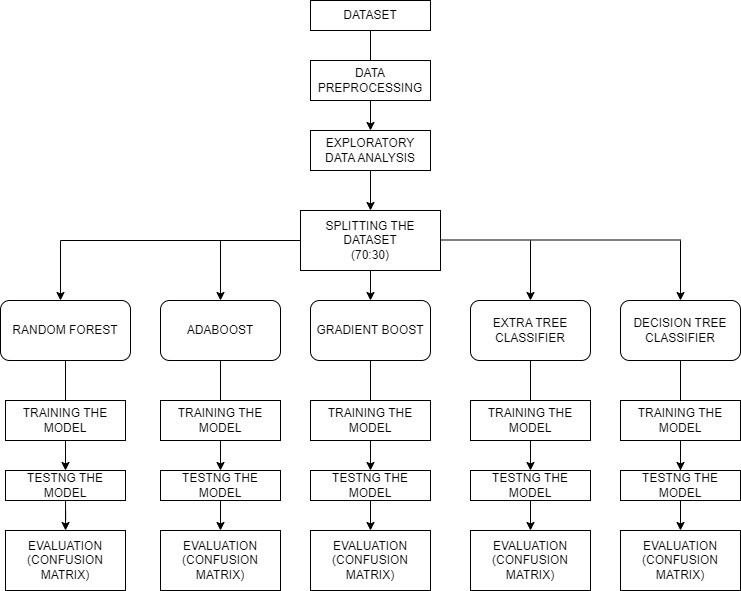 DATASET
DATA
PREPROCESSING
EXPLORATORY
DATA ANALYSIS
SPLITTING THE
DATASET
(70:30)
RANDOM FOREST
ADABOOST
GRADIENT BOOST
EXTRA TREE
CLASSIFIER
DECISION TREE
CLASSIFIER
TRAINING THE
MODEL
TRAINING THE
MODEL
TRAINING THE
MODEL
TRAINING THE
MODEL
TRAINING THE
MODEL
TESTNG THE
MODEL
TESTNG THE
MODEL
TESTNG THE
MODEL
TESTNG THE
MODEL
TESTNG THE
MODEL
EVALUATION
(CONFUSION
MATRIX)
EVALUATION
(CONFUSION
MATRIX)
EVALUATION
(CONFUSION
MATRIX)
EVALUATION
(CONFUSION
MATRIX)
EVALUATION
(CONFUSION
MATRIX)